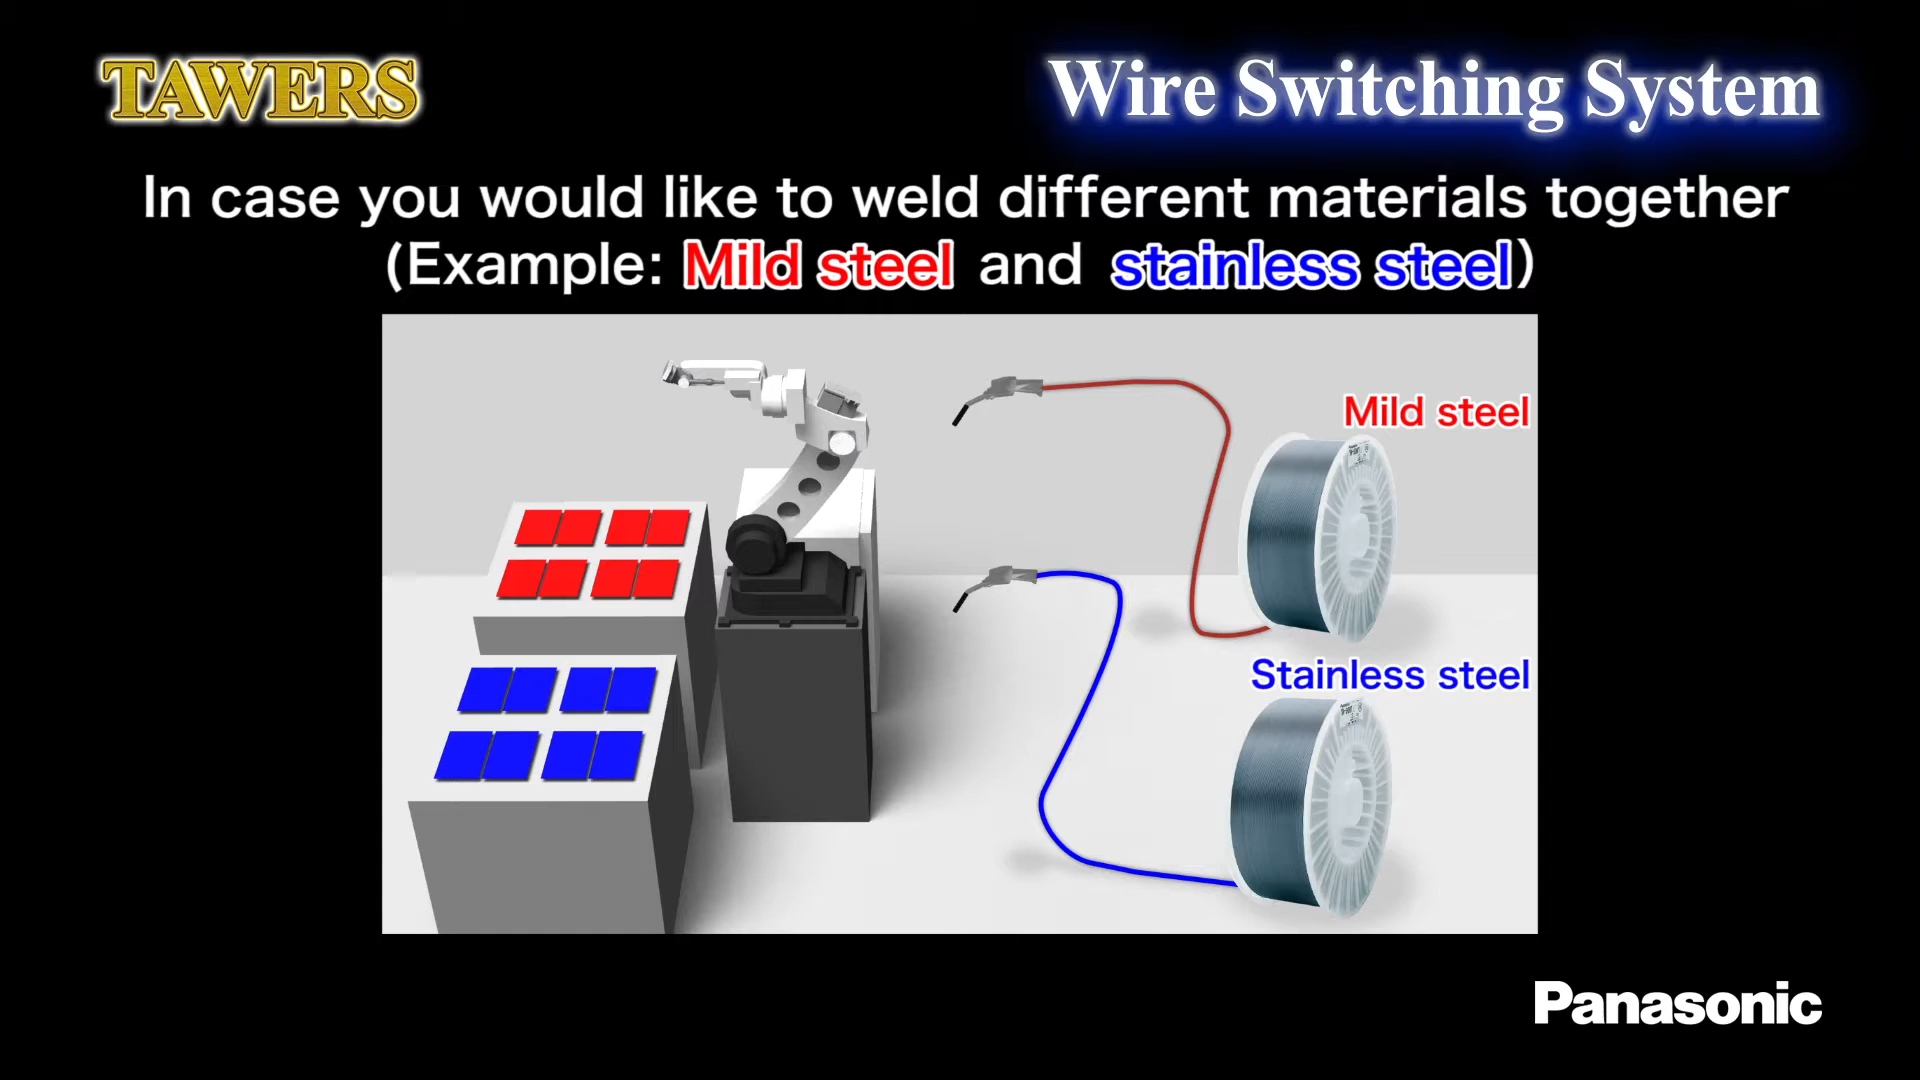 TAWERS
Wire Switching System
In case you would like to weld different materials together
(Example: Mild steel and stainless steel)
Mild steel
Stainless steel
Panasonic